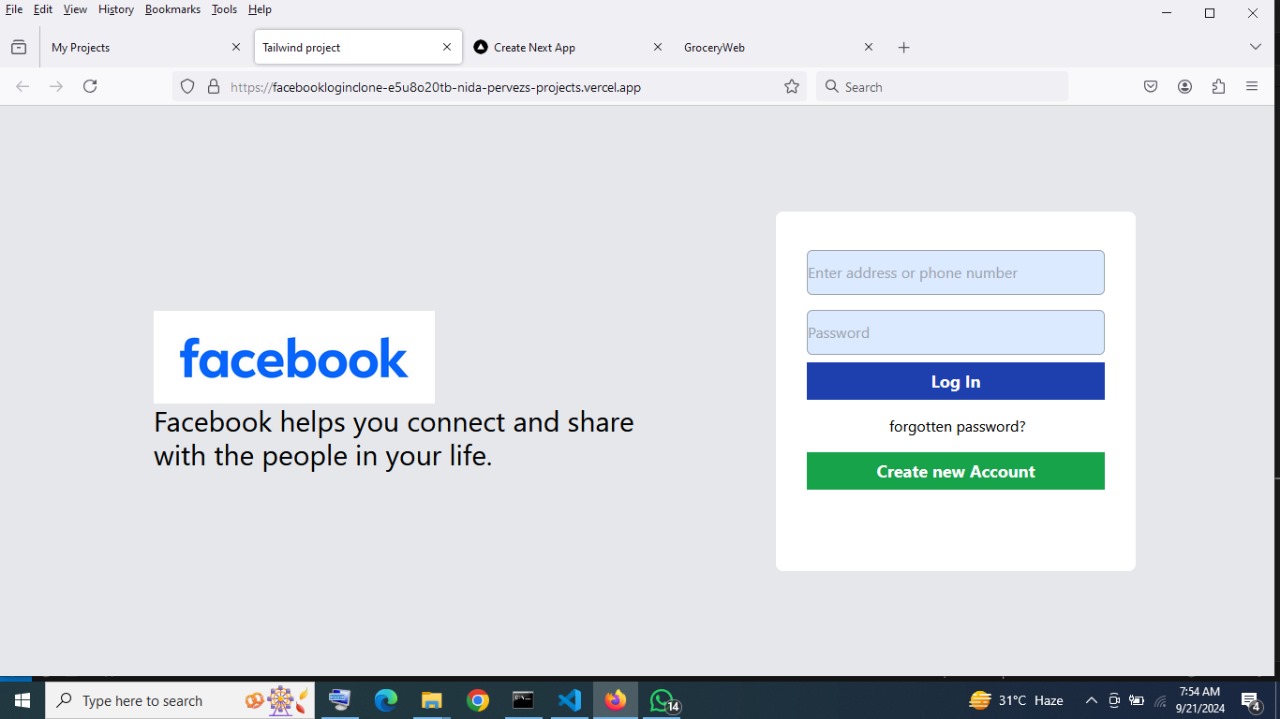 File Edit View History Bookmarks Tools Help
My Projects
Tailwind project
Create Next App
GroceryWeb
https://facebookloginclone-e5u8o20tb-nida-pervezs-projects.vercel.app
Search
Enter address or phone number
Password
Log In
forgotten password?
Create new Account
facebook
Facebook helps you connect and share
with the people in your life.
Type here to search
14
31°C Haze
7:54 AM
9/21/2024
4